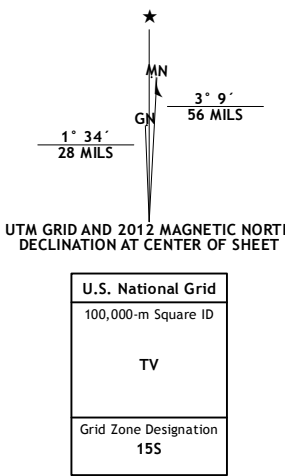 ★
MN
GN
3° 9´
56 MILS
1° 34´
28 MILS
UTM GRID AND 2012 MAGNETIC NORTH
DECLINATION AT CENTER OF SHEET
U.S. National Grid
100,000-m Square ID
TV
Grid Zone Designation
15S